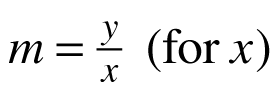 m = y/x (for x)